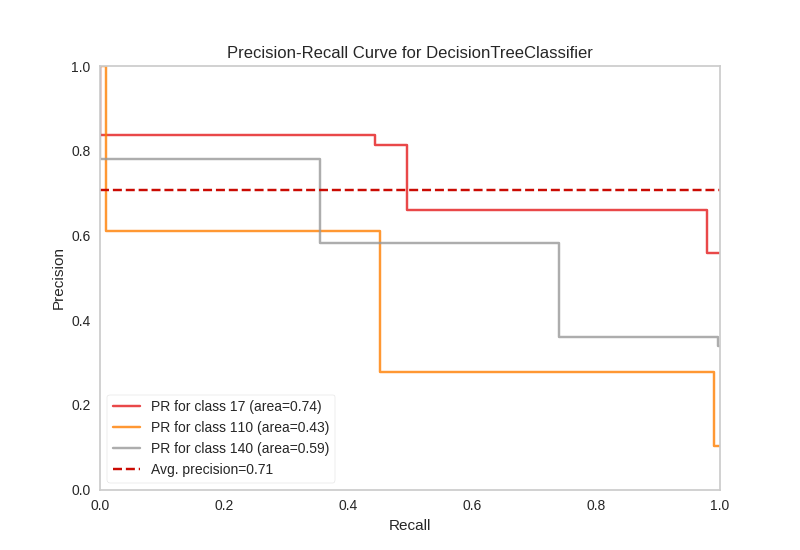 Precision-Recall Curve for DecisionTreeClassifier
1.0
0.8
0.6
0.4
0.2
0.0
Precision
PR for class 17 (area=0.74)
PR for class 110 (area=0.43)
PR for class 140 (area=0.59)
Avg. precision=0.71
0.0 0.2 0.4 0.6 0.8 1.0
Recall